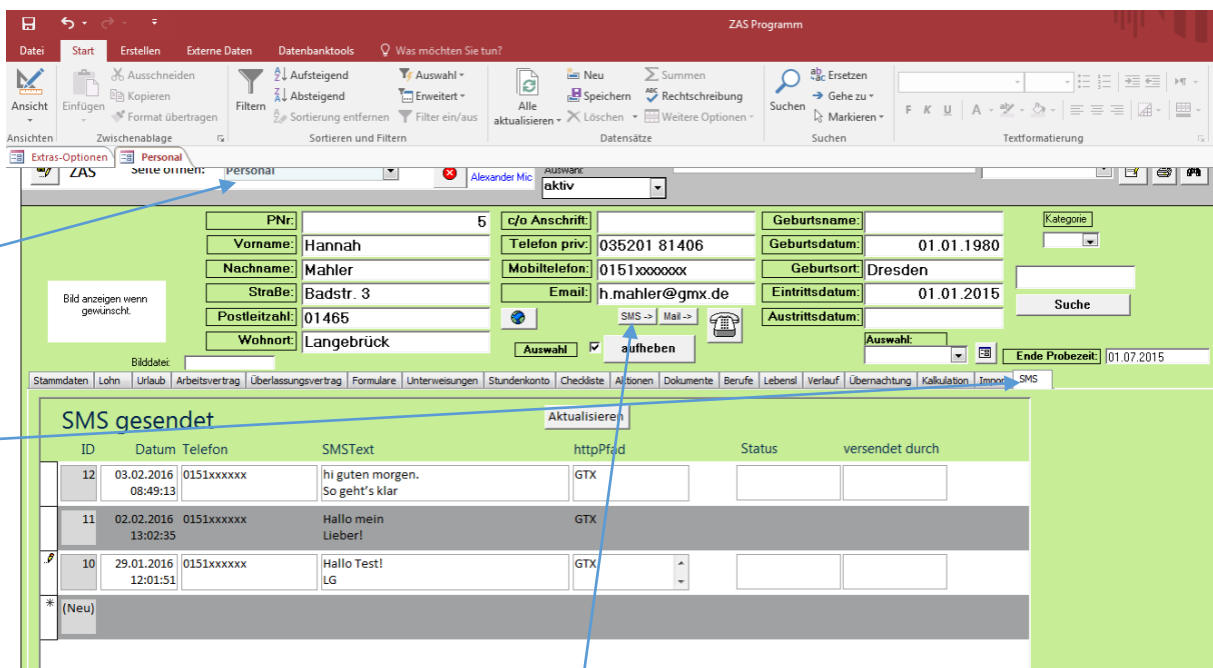 ZAS Programm
Datei Start Erstellen Externe Daten Datenbanktools Was möchten Sie tun?
Ansicht
Einfügen
Ausschneiden
Kopieren
Format übertragen
Filtern
Aufsteigend
Absteigend
Sortierung entfernen
Auswahl
Erweitert
Filter ein/aus
Alle
aktualisieren
Neu
Speichern
Löschen
Summen
Rechtschreibung
Weitere Optionen
Suchen
Ersetzen
Gehe zu
Markieren
F K U A
Ansichten Zwischenablage Sortieren und Filtern Datensätze Suchen Textformatierung
Extras-Optionen Personal
ZAS Seite öffnen: Personal Alexander Mic Auswahl:
aktiv
PNr: 5 c/o Anschrift: Geburtsname: Kategorie
Vorname: Hannah Telefon priv: 035201 81406 Geburtsdatum: 01.01.1980
Nachname: Mahler Mobiltelefon: 0151xxxxxx Geburtsort: Dresden
Bild anzeigen wenn
gewünscht.
Straße: Badstr. 3 Email: h.mahler@gmx.de Eintrittsdatum: 01.01.2015 Suche
Postleitzahl: 01465 SMS -> Mail -> Austrittsdatum:
Wohnort: Langebrück Auswahl aufheben Auswahl:
Bilddatei: Ende Probezeit: 01.07.2015
Stammdaten Lohn Urlaub Arbeitsvertrag Überlassungsvertrag Formulare Unterweisungen Stundenkonto Checkliste Aktionen Dokumente Berufe Lebensl Verlauf Übernachtung Kalkulation Impor SMS
SMS gesendet Aktualisieren
ID Datum Telefon SMSText httpPfad Status versendet durch
12 03.02.2016 0151xxxxxx hi guten morgen. GTX
08:49:13 So geht's klar
11 02.02.2016 0151xxxxxx Hallo mein GTX
13:02:35 Lieber!
10 29.01.2016 0151xxxxxx Hallo Test! GTX
12:01:51 LG
(Neu)